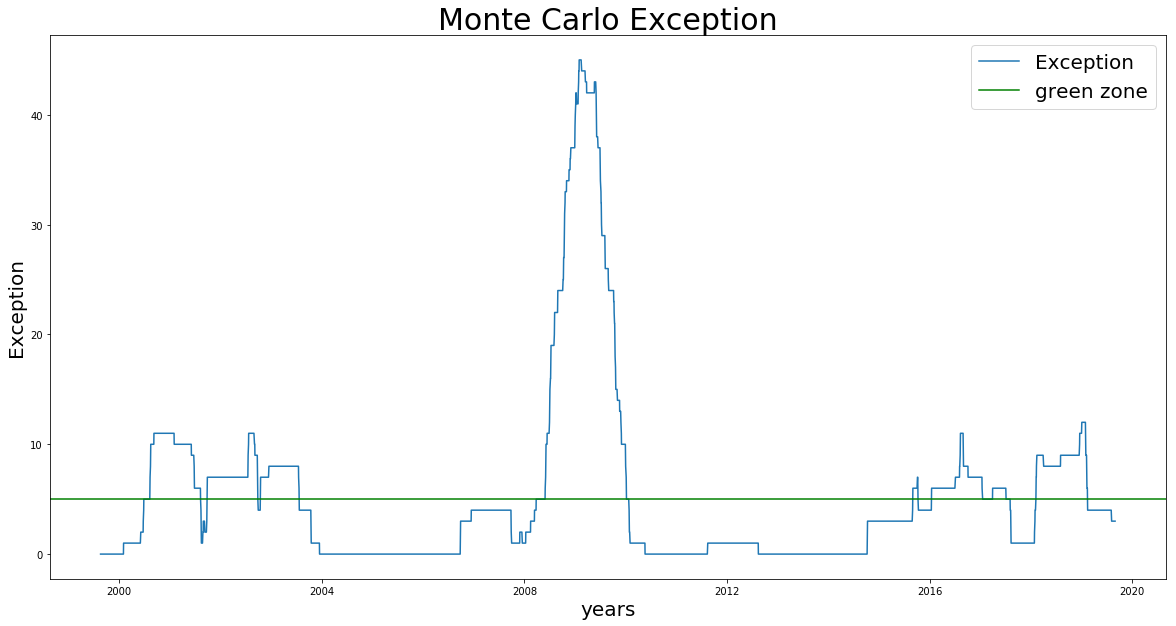 Monte Carlo Exception
Exception
green zone
40
30
20
10
0
Exception
2000
2004
2008
2012
2016
2020
years